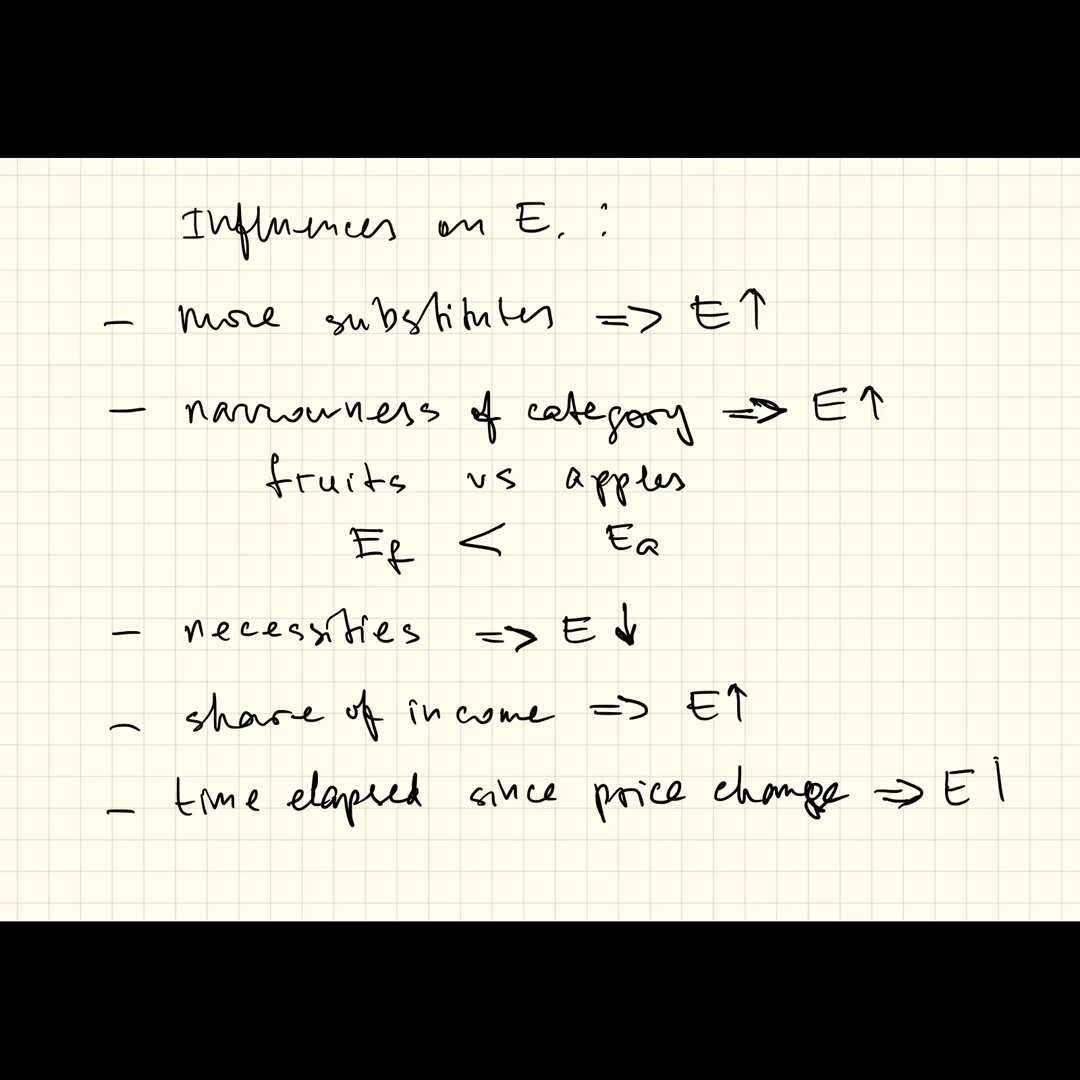 Influences on E. :
- more substitutes => E↑
- narrowness of category => E↑
fruits vs apples
Ef < Ea
- necessities => E↓
- share of income => E↑
- time elapsed since price change => E|